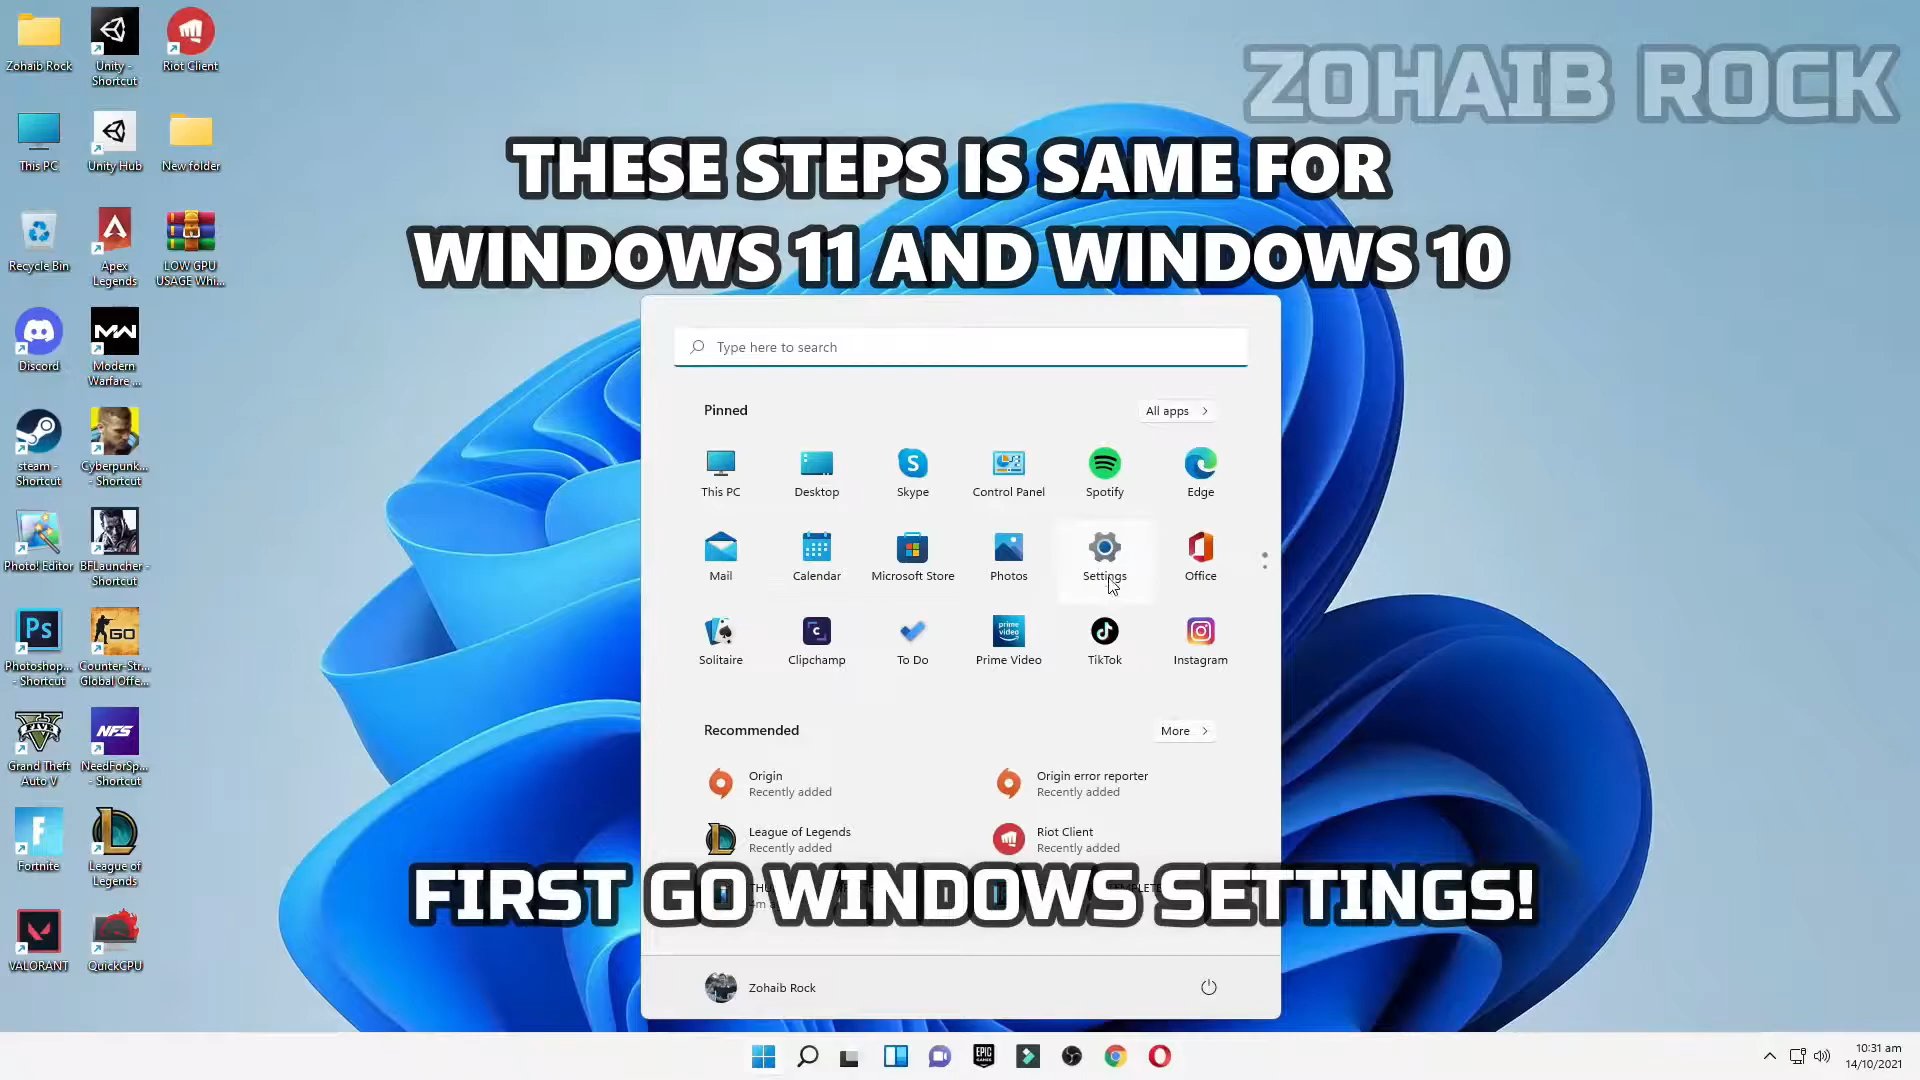 ZOHAIB ROCK
THESE STEPS IS SAME FOR
WINDOWS 11 AND WINDOWS 10
Zohaib Rock
Unity -
Shortcut
Riot Client
This PC
Unity Hub
New folder
Recycle Bin
Apex
Legends
LOW GPU
USAGE Whi...
Discord
Modern
Warfare ...
steam -
Shortcut
Cyberpunk...
- Shortcut
Photo! Editor
BFLauncher -
Shortcut
Photoshop...
- Shortcut
Counter-Str...
Global Offe...
Grand Theft
Auto V
NeedForSp...
- Shortcut
Fortnite
League of
Legends
VALORANT
QuickCPU
Type here to search
Pinned
All apps
This PC
Desktop
Skype
Control Panel
Spotify
Edge
Mail
Calendar
Microsoft Store
Photos
Settings
Office
Solitaire
Clipchamp
To Do
prime
video
Prime Video
TikTok
Instagram
Recommended
More
Origin
Recently added
Origin error reporter
Recently added
League of Legends
Recently added
Riot Client
Recently added
FIRST GO WINDOWS SETTINGS!
Zohaib Rock
EPIC
GAMES
10:31 am
14/10/2021